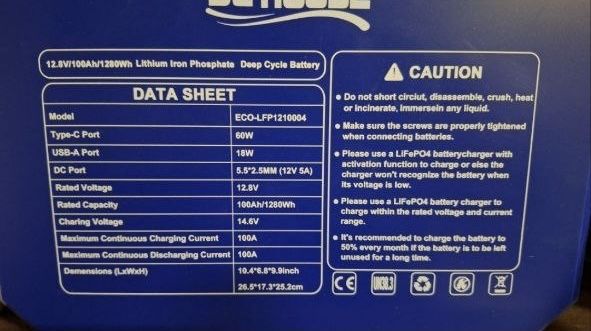 12.8V/100Ah/1280Wh Lithium Iron Phosphate Deep Cycle Battery
DATA SHEET
Model ECO-LFP1210004
Type-C Port 60W
USB-A Port 18W
DC Port 5.5*2.5MM (12V 5A)
Rated Voltage 12.8V
Rated Capacity 100Ah/1280Wh
Charing Voltage 14.6V
Maximum Continuous Charging Current 100A
Maximum Continuous Discharging Current 100A
Demensions (LxWxH) 10.4*6.8*9.9inch
26.5*17.3*25.2cm
CAUTION
● Do not short circiut, disassemble, crush, heat
or incinerate, immersein any liquid.
● Make sure the screws are properly tightened
when connecting batteries.
● Please use a LiFePO4 batterycharger with
activation function to charge or else the
charger won't recognize the battery when
its voltage is low.
● Please use a LiFePO4 battery charger to
charge within the rated voltage and current
range.
● It's recommended to charge the battery to
50% every month if the battery is to be left
unused for a long time.
CE UN38.3